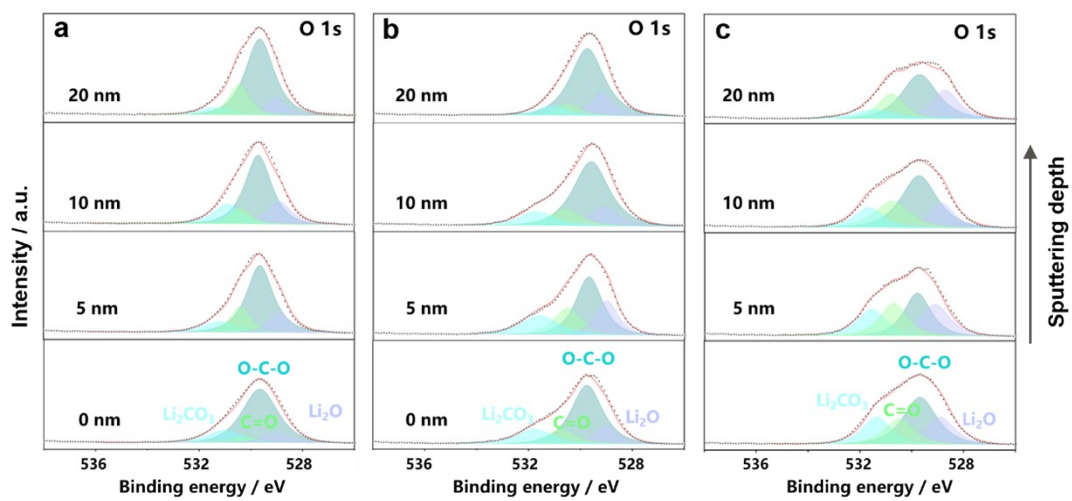 a
O 1s
20 nm
10 nm
5 nm
O-C-O
Li₂CO₃
C=O
Li₂O
0 nm
536
532
528
Binding energy / eV
Intensity / a.u.
b
O 1s
20 nm
10 nm
5 nm
O-C-O
Li₂CO₃
C=O
Li₂O
0 nm
536
532
528
Binding energy / eV
c
O 1s
20 nm
10 nm
5 nm
O-C-O
Li₂CO₃
C=O
Li₂O
0 nm
536
532
528
Binding energy / eV
Sputtering depth